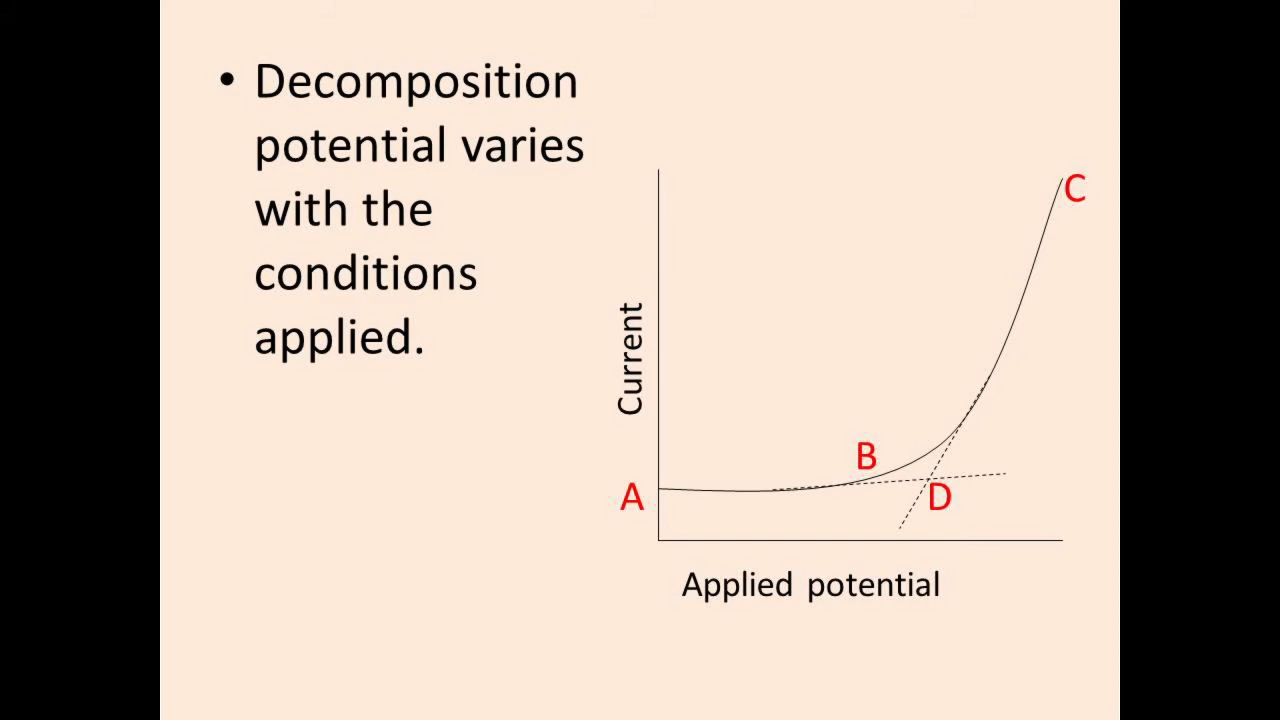 • Decomposition
potential varies
with the
conditions
applied.
C
Current
B
A
D
Applied potential